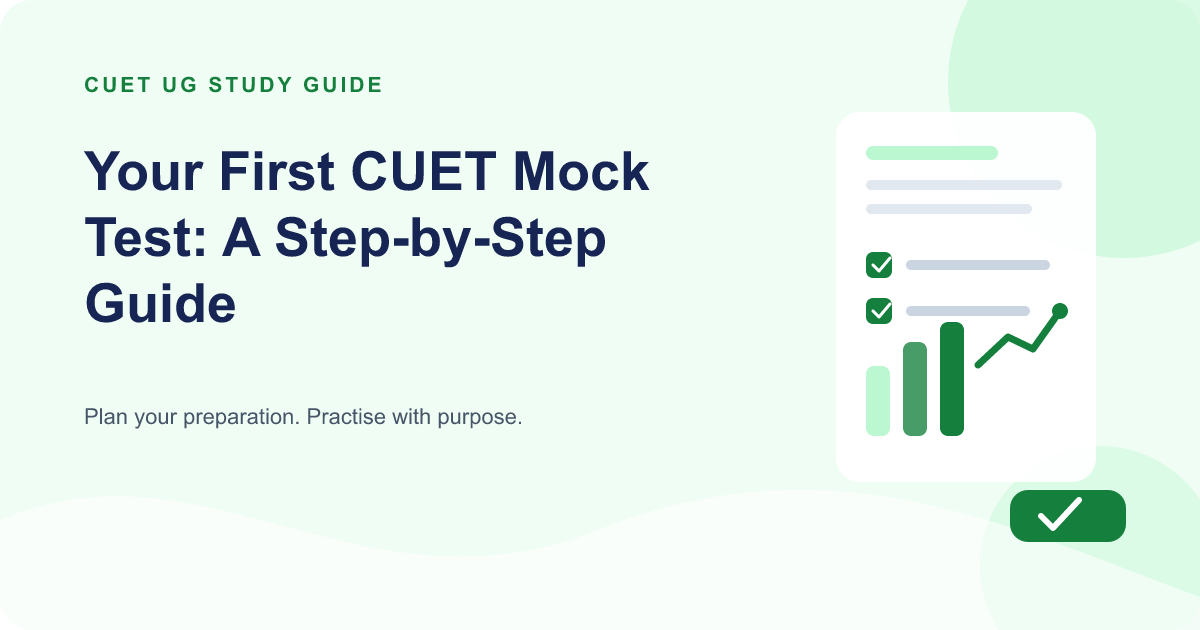 CUET UG STUDY GUIDE
Your First CUET Mock
Test: A Step-by-Step
Guide
Plan your preparation. Practise with purpose.